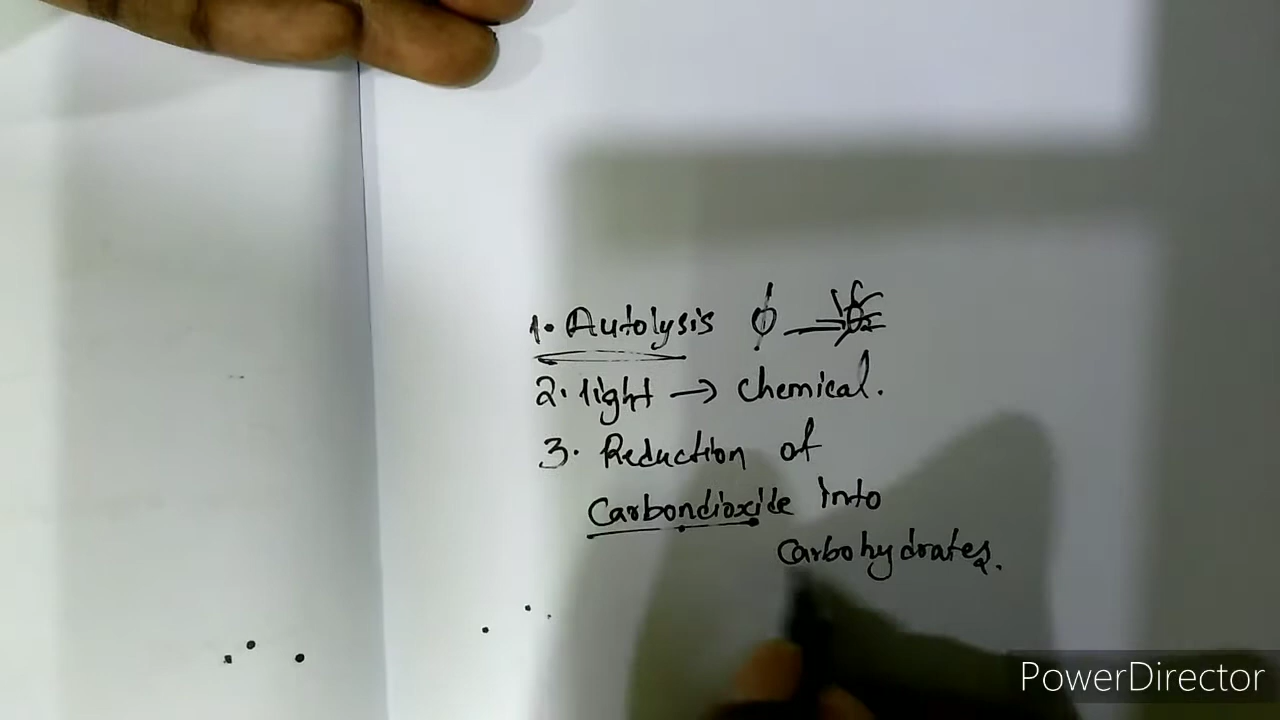 1. Autolysis
2. light → chemical.
3. Reduction of
Carbondioxide into
Carbohydrates.
PowerDirector